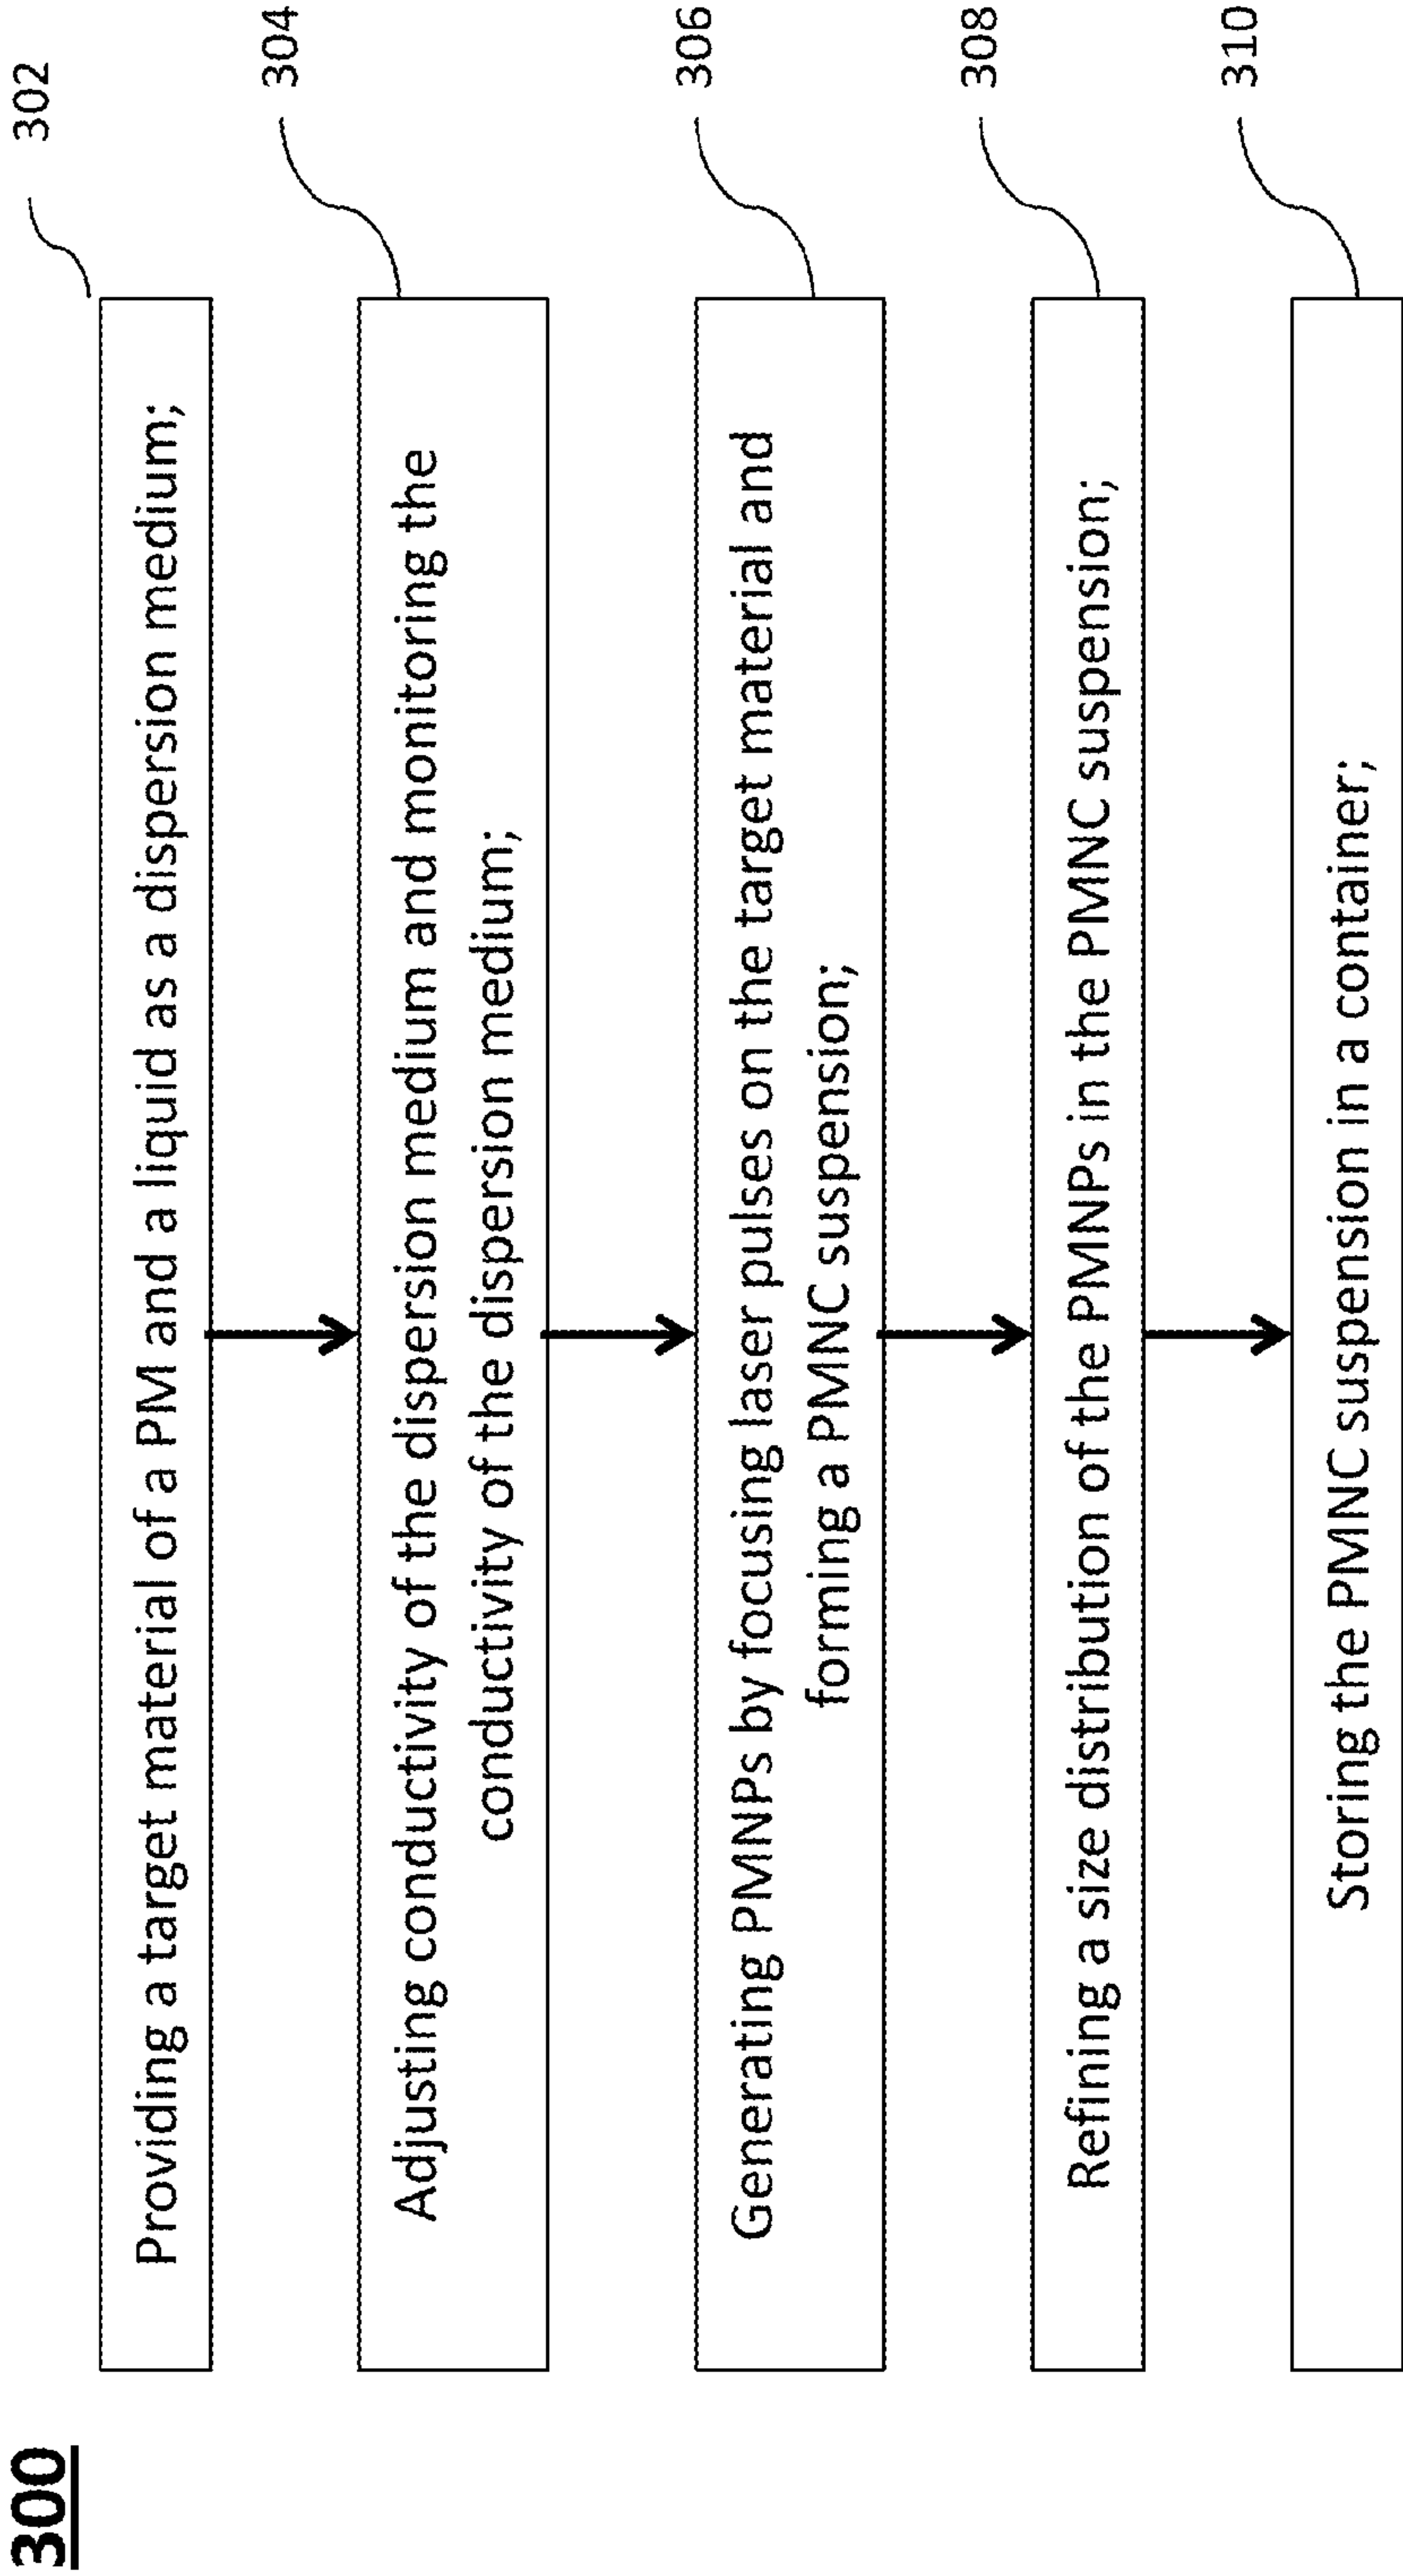 300
302
Providing a target material of a PM and a liquid as a dispersion medium;
304
Adjusting conductivity of the dispersion medium and monitoring the
conductivity of the dispersion medium;
306
Generating PMNPs by focusing laser pulses on the target material and
forming a PMNC suspension;
308
Refining a size distribution of the PMNPs in the PMNC suspension;
310
Storing the PMNC suspension in a container;